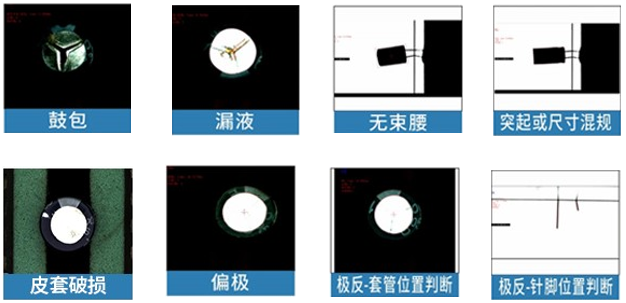 鼓包
漏液
无束腰
突起或尺寸混规
皮套破损
偏极
极反-套管位置判断
极反-针脚位置判断